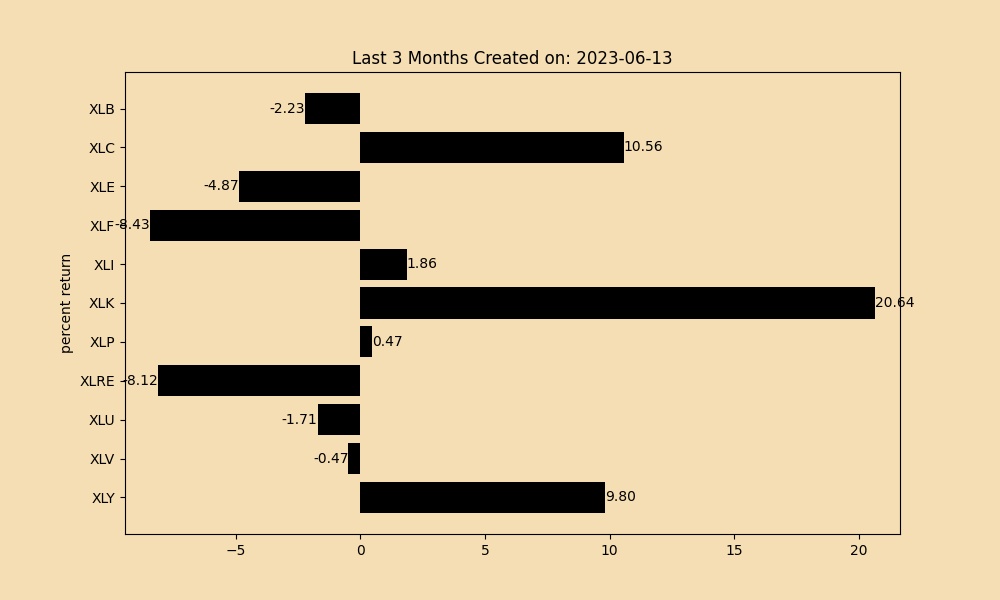 Last 3 Months Created on: 2023-06-13
percent return
XLB -2.23
XLC 10.56
XLE -4.87
XLF -8.43
XLI 1.86
XLK 20.64
XLP 0.47
XLRE -8.12
XLU -1.71
XLV -0.47
XLY 9.80
−5 0 5 10 15 20